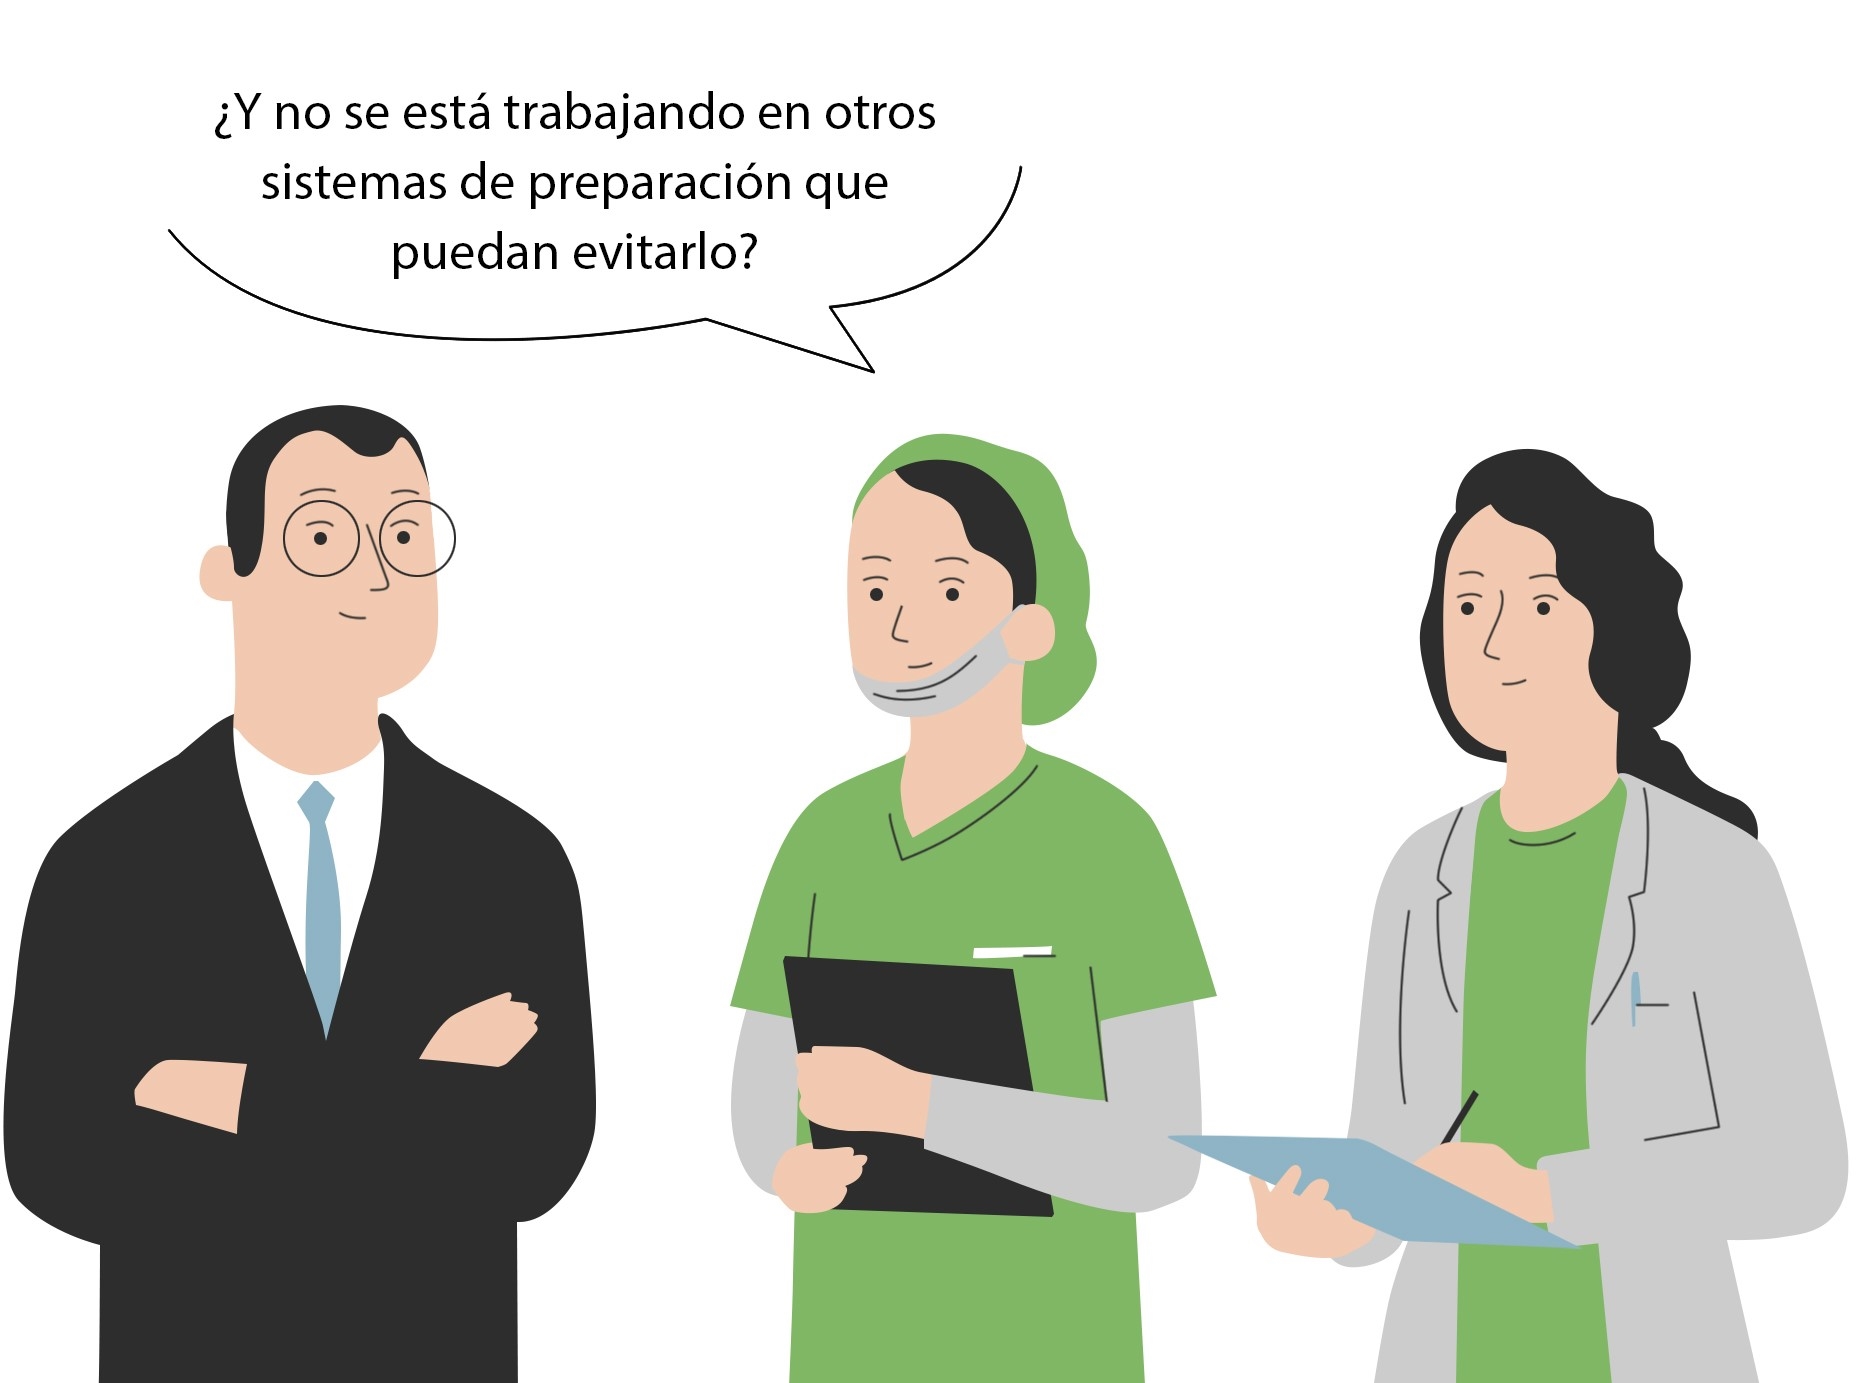 ¿Y no se está trabajando en otros
sistemas de preparación que
puedan evitarlo?